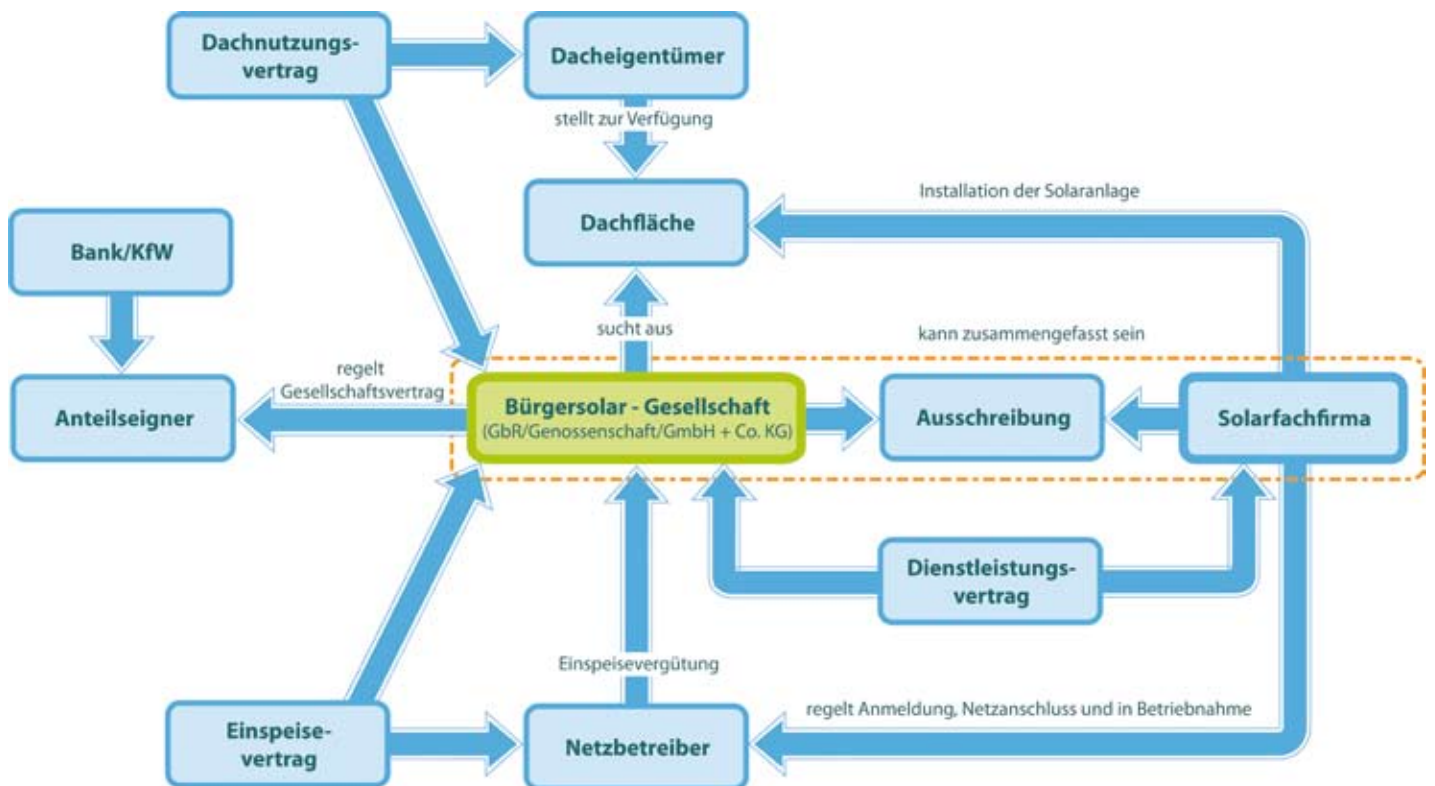 Dachnutzungs-
vertrag
Dacheigentümer
stellt zur Verfügung
Installation der Solaranlage
Dachfläche
Bank/KfW
sucht aus
kann zusammengefasst sein
regelt
Gesellschaftsvertrag
Anteilseigner
Bürgersolar - Gesellschaft
(GbR/Genossenschaft/GmbH + Co. KG)
Ausschreibung
Solarfachfirma
Dienstleistungs-
vertrag
Einspeisevergütung
regelt Anmeldung, Netzanschluss und in Betriebnahme
Einspeise-
vertrag
Netzbetreiber